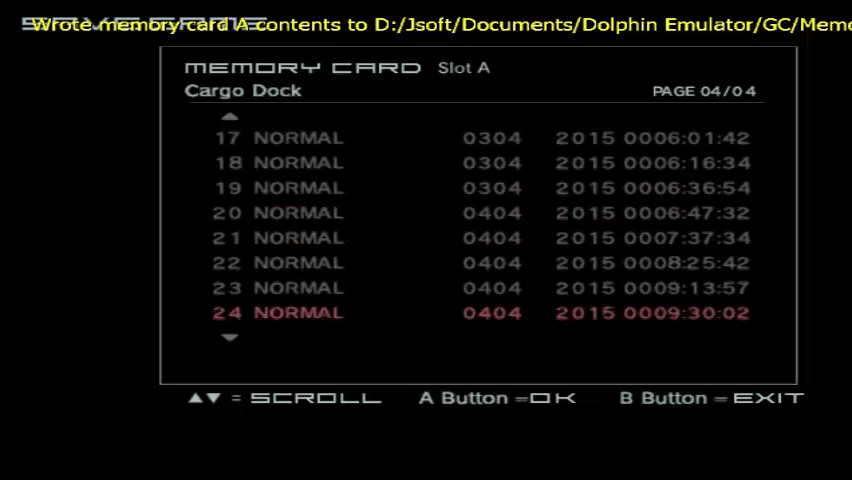 SAVE GAME
Wrote memory card A contents to D:/Jsoft/Documents/Dolphin Emulator/GC/Memo
MEMORY CARD Slot A
Cargo Dock PAGE 04/04
17 NORMAL 0304 2015 0006:01:42
18 NORMAL 0304 2015 0006:16:34
19 NORMAL 0304 2015 0006:36:54
20 NORMAL 0404 2015 0006:47:32
21 NORMAL 0404 2015 0007:37:34
22 NORMAL 0404 2015 0008:25:42
23 NORMAL 0404 2015 0009:13:57
24 NORMAL 0404 2015 0009:30:02
▲▼ = SCROLL A Button =OK B Button = EXIT